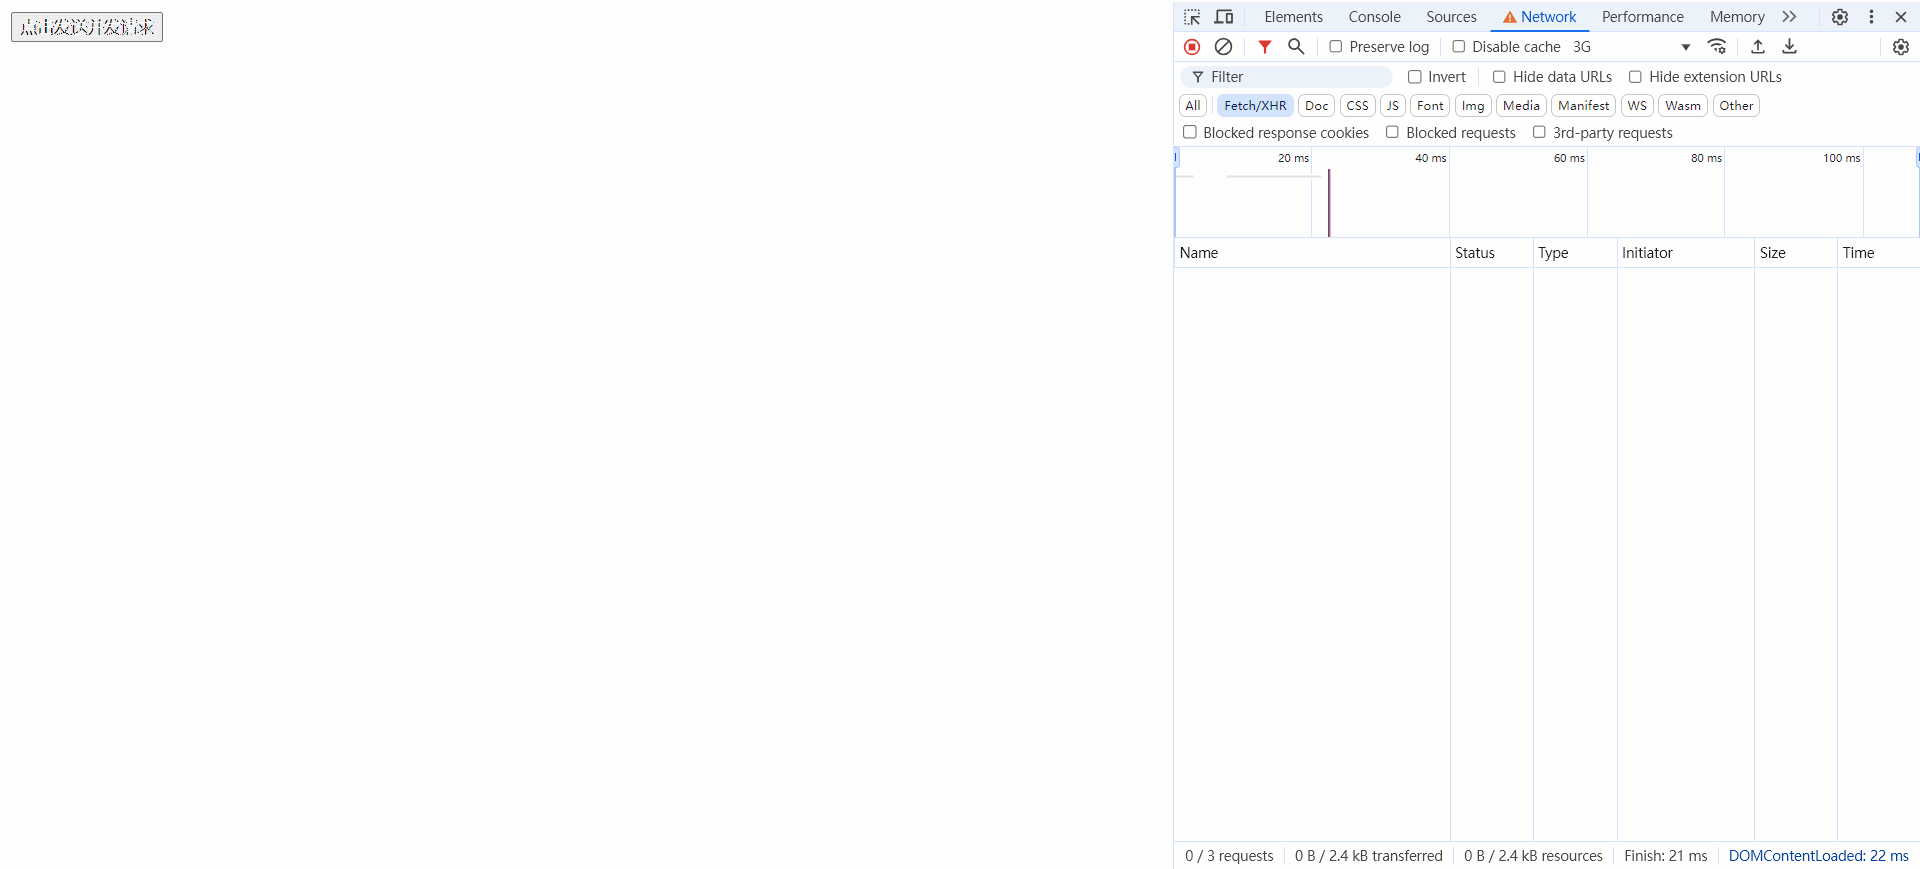 点击发送并发请求
Elements Console Sources Network Performance Memory
Preserve log Disable cache 3G
Filter Invert Hide data URLs Hide extension URLs
All Fetch/XHR Doc CSS JS Font Img Media Manifest WS Wasm Other
Blocked response cookies Blocked requests 3rd-party requests
20 ms 40 ms 60 ms 80 ms 100 ms
Name Status Type Initiator Size Time
0 / 3 requests 0 B / 2.4 kB transferred 0 B / 2.4 kB resources Finish: 21 ms DOMContentLoaded: 22 ms